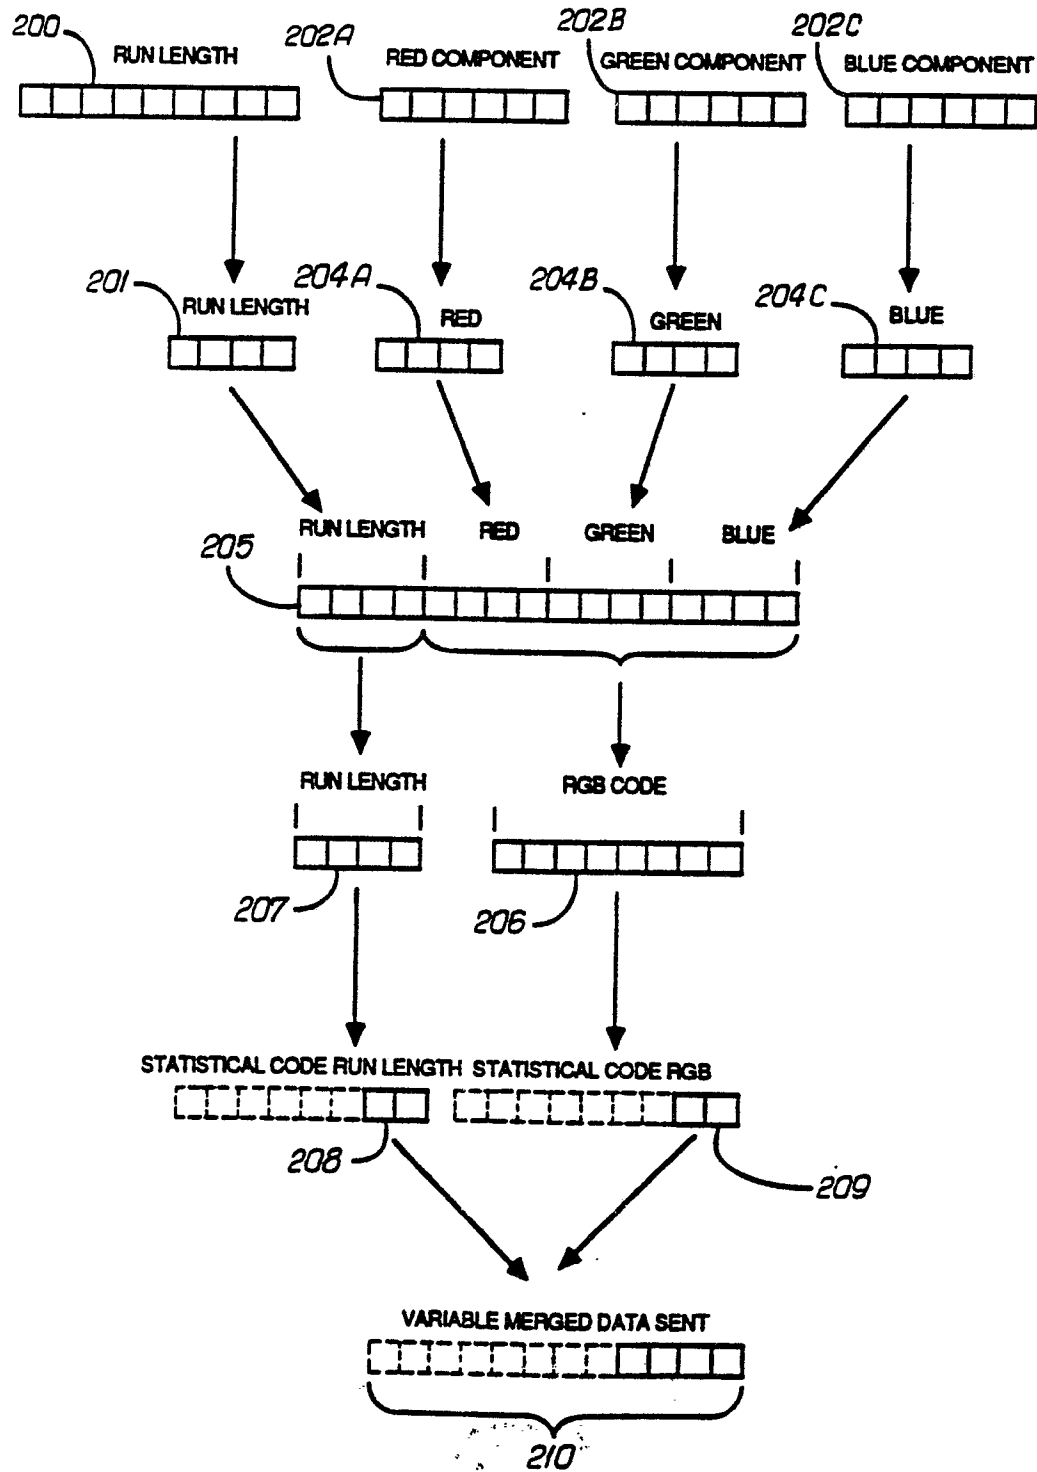 200
RUN LENGTH
202A
RED COMPONENT
202B
GREEN COMPONENT
202C
BLUE COMPONENT
201
RUN LENGTH
204A
RED
204B
GREEN
204C
BLUE
RUN LENGTH
RED
GREEN
BLUE
205
RUN LENGTH
RGB CODE
207
206
STATISTICAL CODE RUN LENGTH
STATISTICAL CODE RGB
208
209
VARIABLE MERGED DATA SENT
210